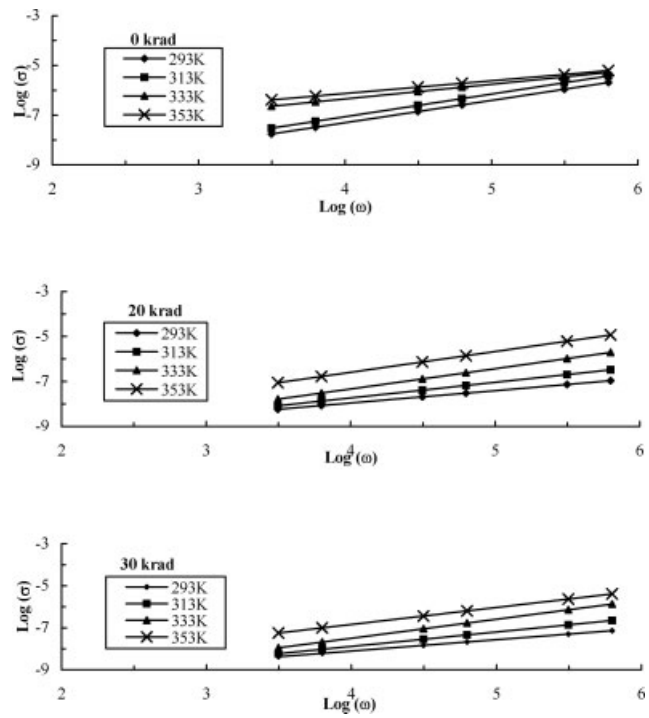 -3
0 krad
293K
313K
333K
353K
-5
-7
-9
Log (σ)
2 3 4 5 6
Log (ω)
-3
20 krad
293K
313K
333K
353K
-5
-7
-9
Log (σ)
2 3 4 5 6
Log (ω)
-3
30 krad
293K
313K
333K
353K
-5
-7
-9
Log (σ)
2 3 4 5 6
Log (ω)